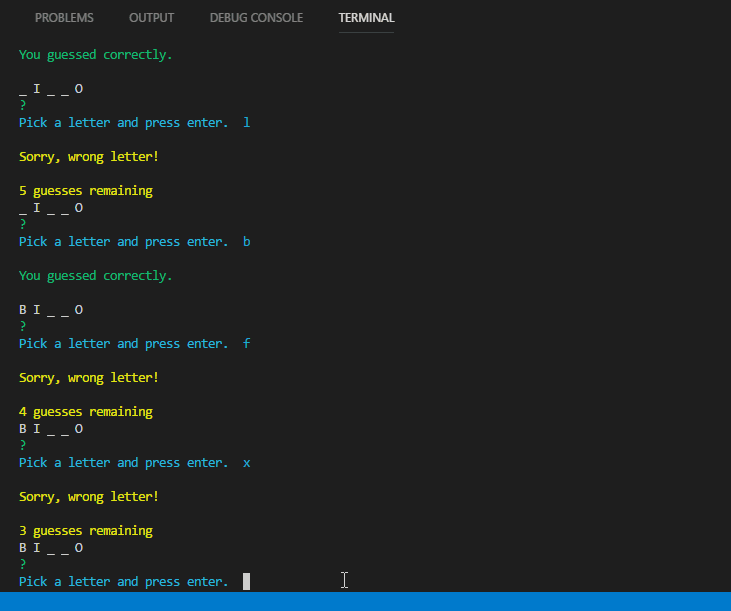 PROBLEMS OUTPUT DEBUG CONSOLE TERMINAL
You guessed correctly.
_ I _ _ O
?
Pick a letter and press enter. l
Sorry, wrong letter!
5 guesses remaining
_ I _ _ O
?
Pick a letter and press enter. b
You guessed correctly.
B I _ _ O
?
Pick a letter and press enter. f
Sorry, wrong letter!
4 guesses remaining
B I _ _ O
?
Pick a letter and press enter. x
Sorry, wrong letter!
3 guesses remaining
B I _ _ O
?
Pick a letter and press enter.